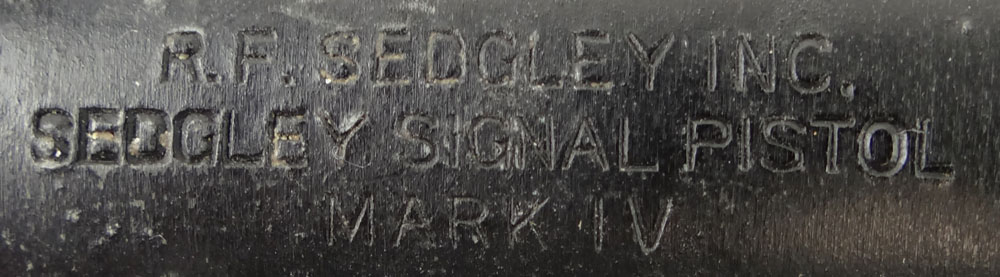 R.F. SEDGLEY INC.
SEDGLEY SIGNAL PISTOL
MARK IV